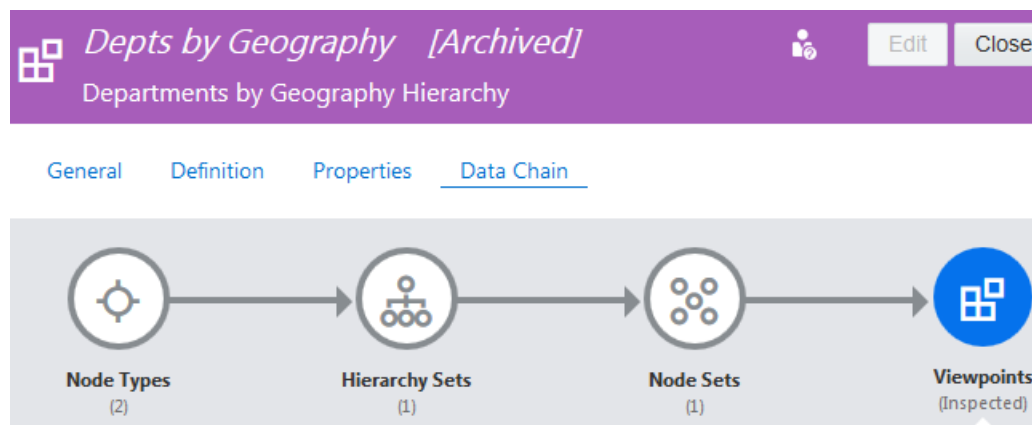 Depts by Geography [Archived]
Edit
Close
Departments by Geography Hierarchy
General Definition Properties Data Chain
Node Types Hierarchy Sets Node Sets Viewpoints
(2) (1) (1) (Inspected)